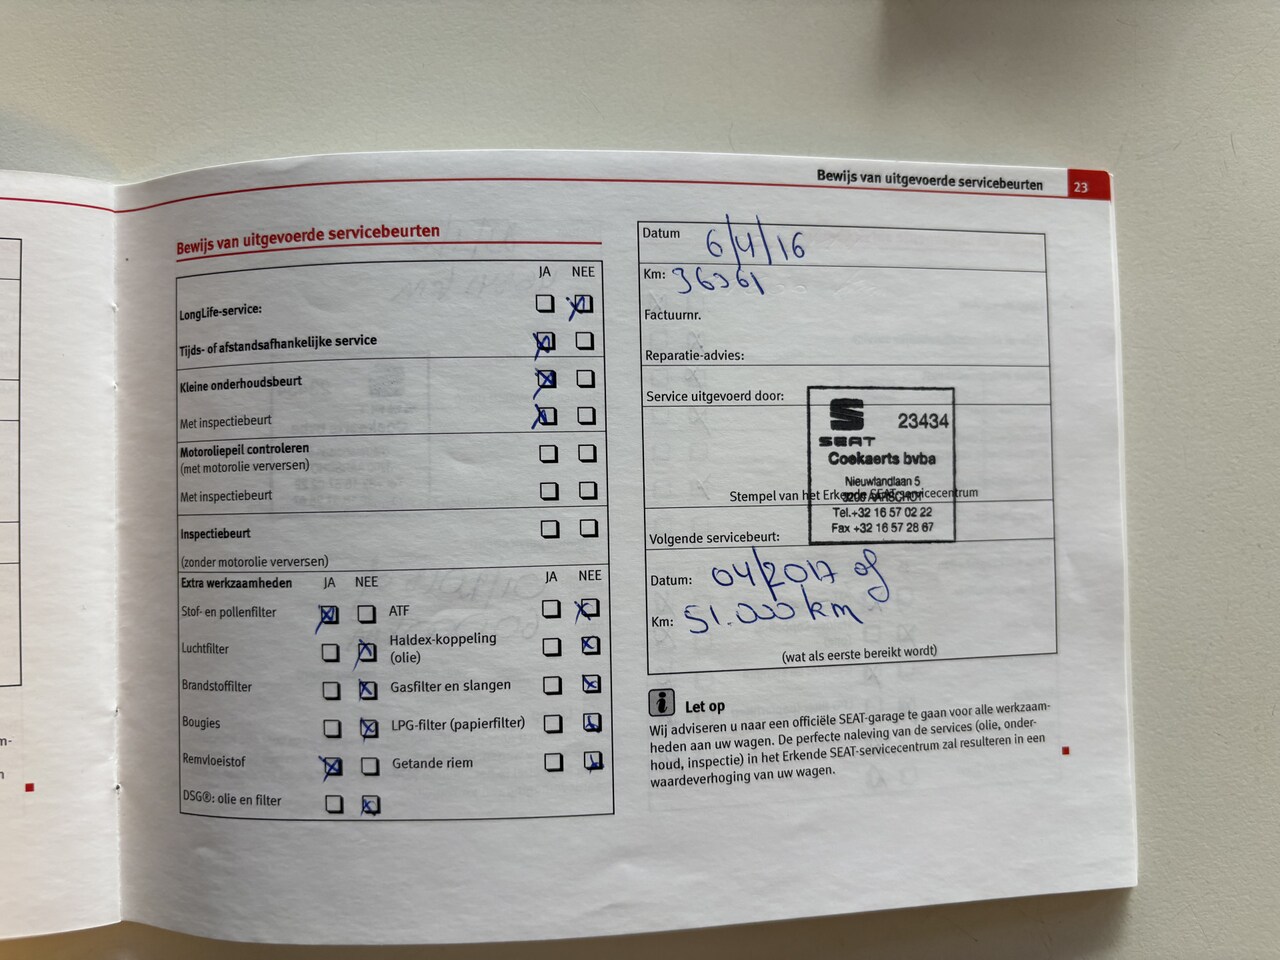 Bewijs van uitgevoerde servicebeurten 23
Bewijs van uitgevoerde servicebeurten
JA NEE
LongLife-service:
Tijds- of afstandsafhankelijke service
Kleine onderhoudsbeurt
Met inspectiebeurt
Motoroliepeil controleren
(met motorolie verversen)
Met inspectiebeurt
Inspectiebeurt
(zonder motorolie verversen)
Extra werkzaamheden JA NEE JA NEE
Stof- en pollenfilter ATF
Luchtfilter Haldex-koppeling
(olie)
Brandstoffilter Gasfilter en slangen
Bougies LPG-filter (papierfilter)
Remvloeistof Getande riem
DSG®: olie en filter
Datum 6/4/16
Km: 36361
Factuurnr.
Reparatie-advies:
Service uitgevoerd door:
23434
SEAT
Coekaerts bvba
Nieuwlandlaan 5
3200 AARSCHOT
Stempel van het Erkende SEAT-servicecentrum
Tel.+32 16 57 02 22
Fax +32 16 57 28 67
Volgende servicebeurt:
Datum: 04/2017 of
Km: 51.000 km
(wat als eerste bereikt wordt)
Let op
Wij adviseren u naar een officiële SEAT-garage te gaan voor alle werkzaam-
heden aan uw wagen. De perfecte naleving van de services (olie, onder-
houd, inspectie) in het Erkende SEAT-servicecentrum zal resulteren in een
waardeverhoging van uw wagen.